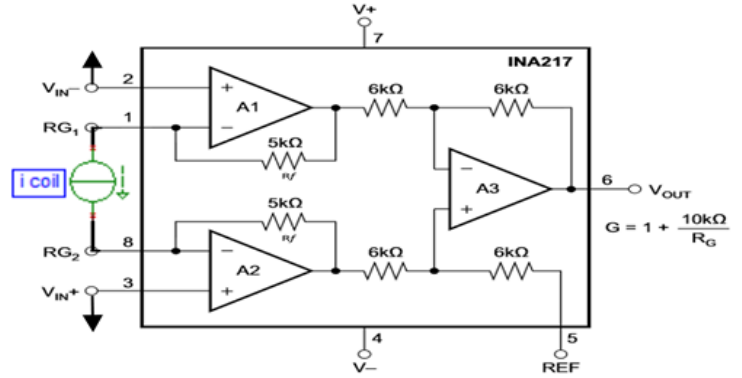 V+
7
INA217
VIN− 2
+
A1
−
6kΩ
6kΩ
RG1 1
5kΩ
Rf
i coil
−
A3
+
6
VOUT
G = 1 + 10kΩ / RG
5kΩ
Rf
RG2 8
−
A2
+
6kΩ
6kΩ
VIN+ 3
4
5
V−
REF